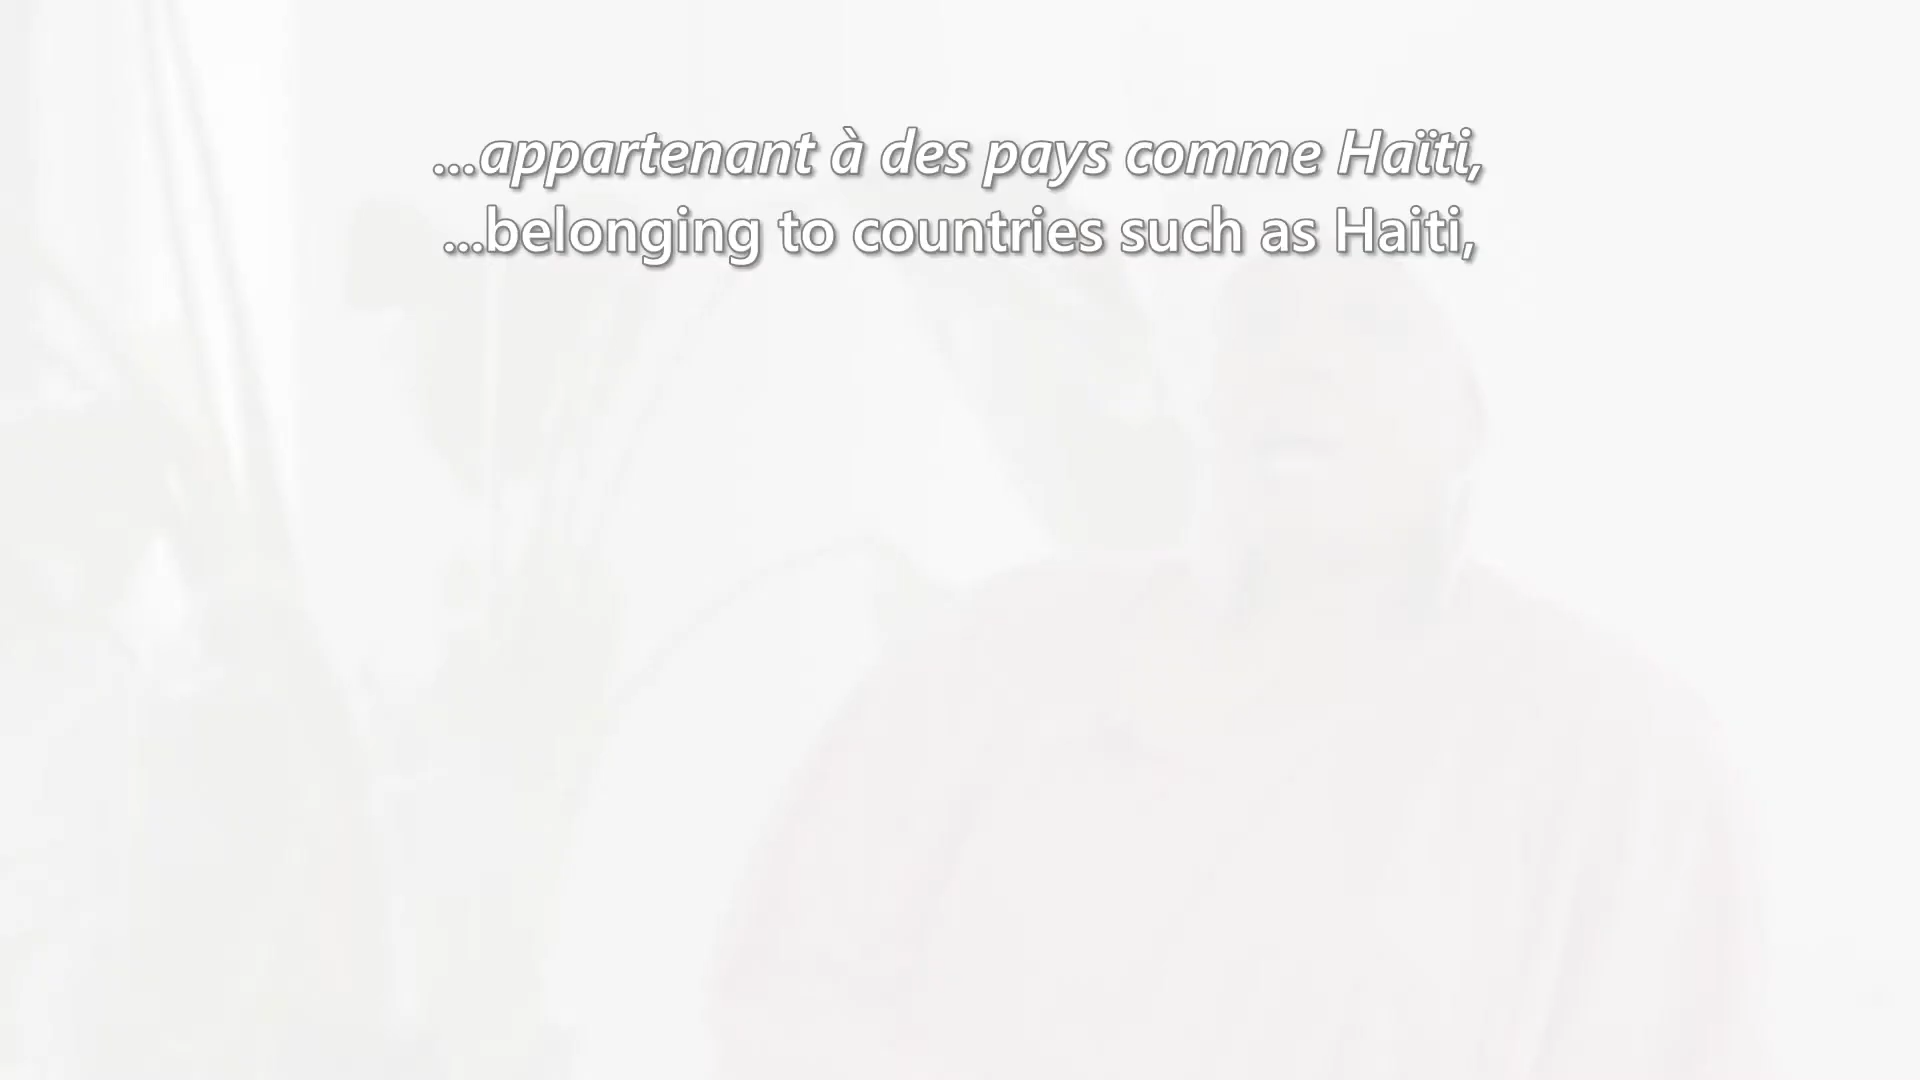 ...appartenant à des pays comme Haïti,
...belonging to countries such as Haiti,